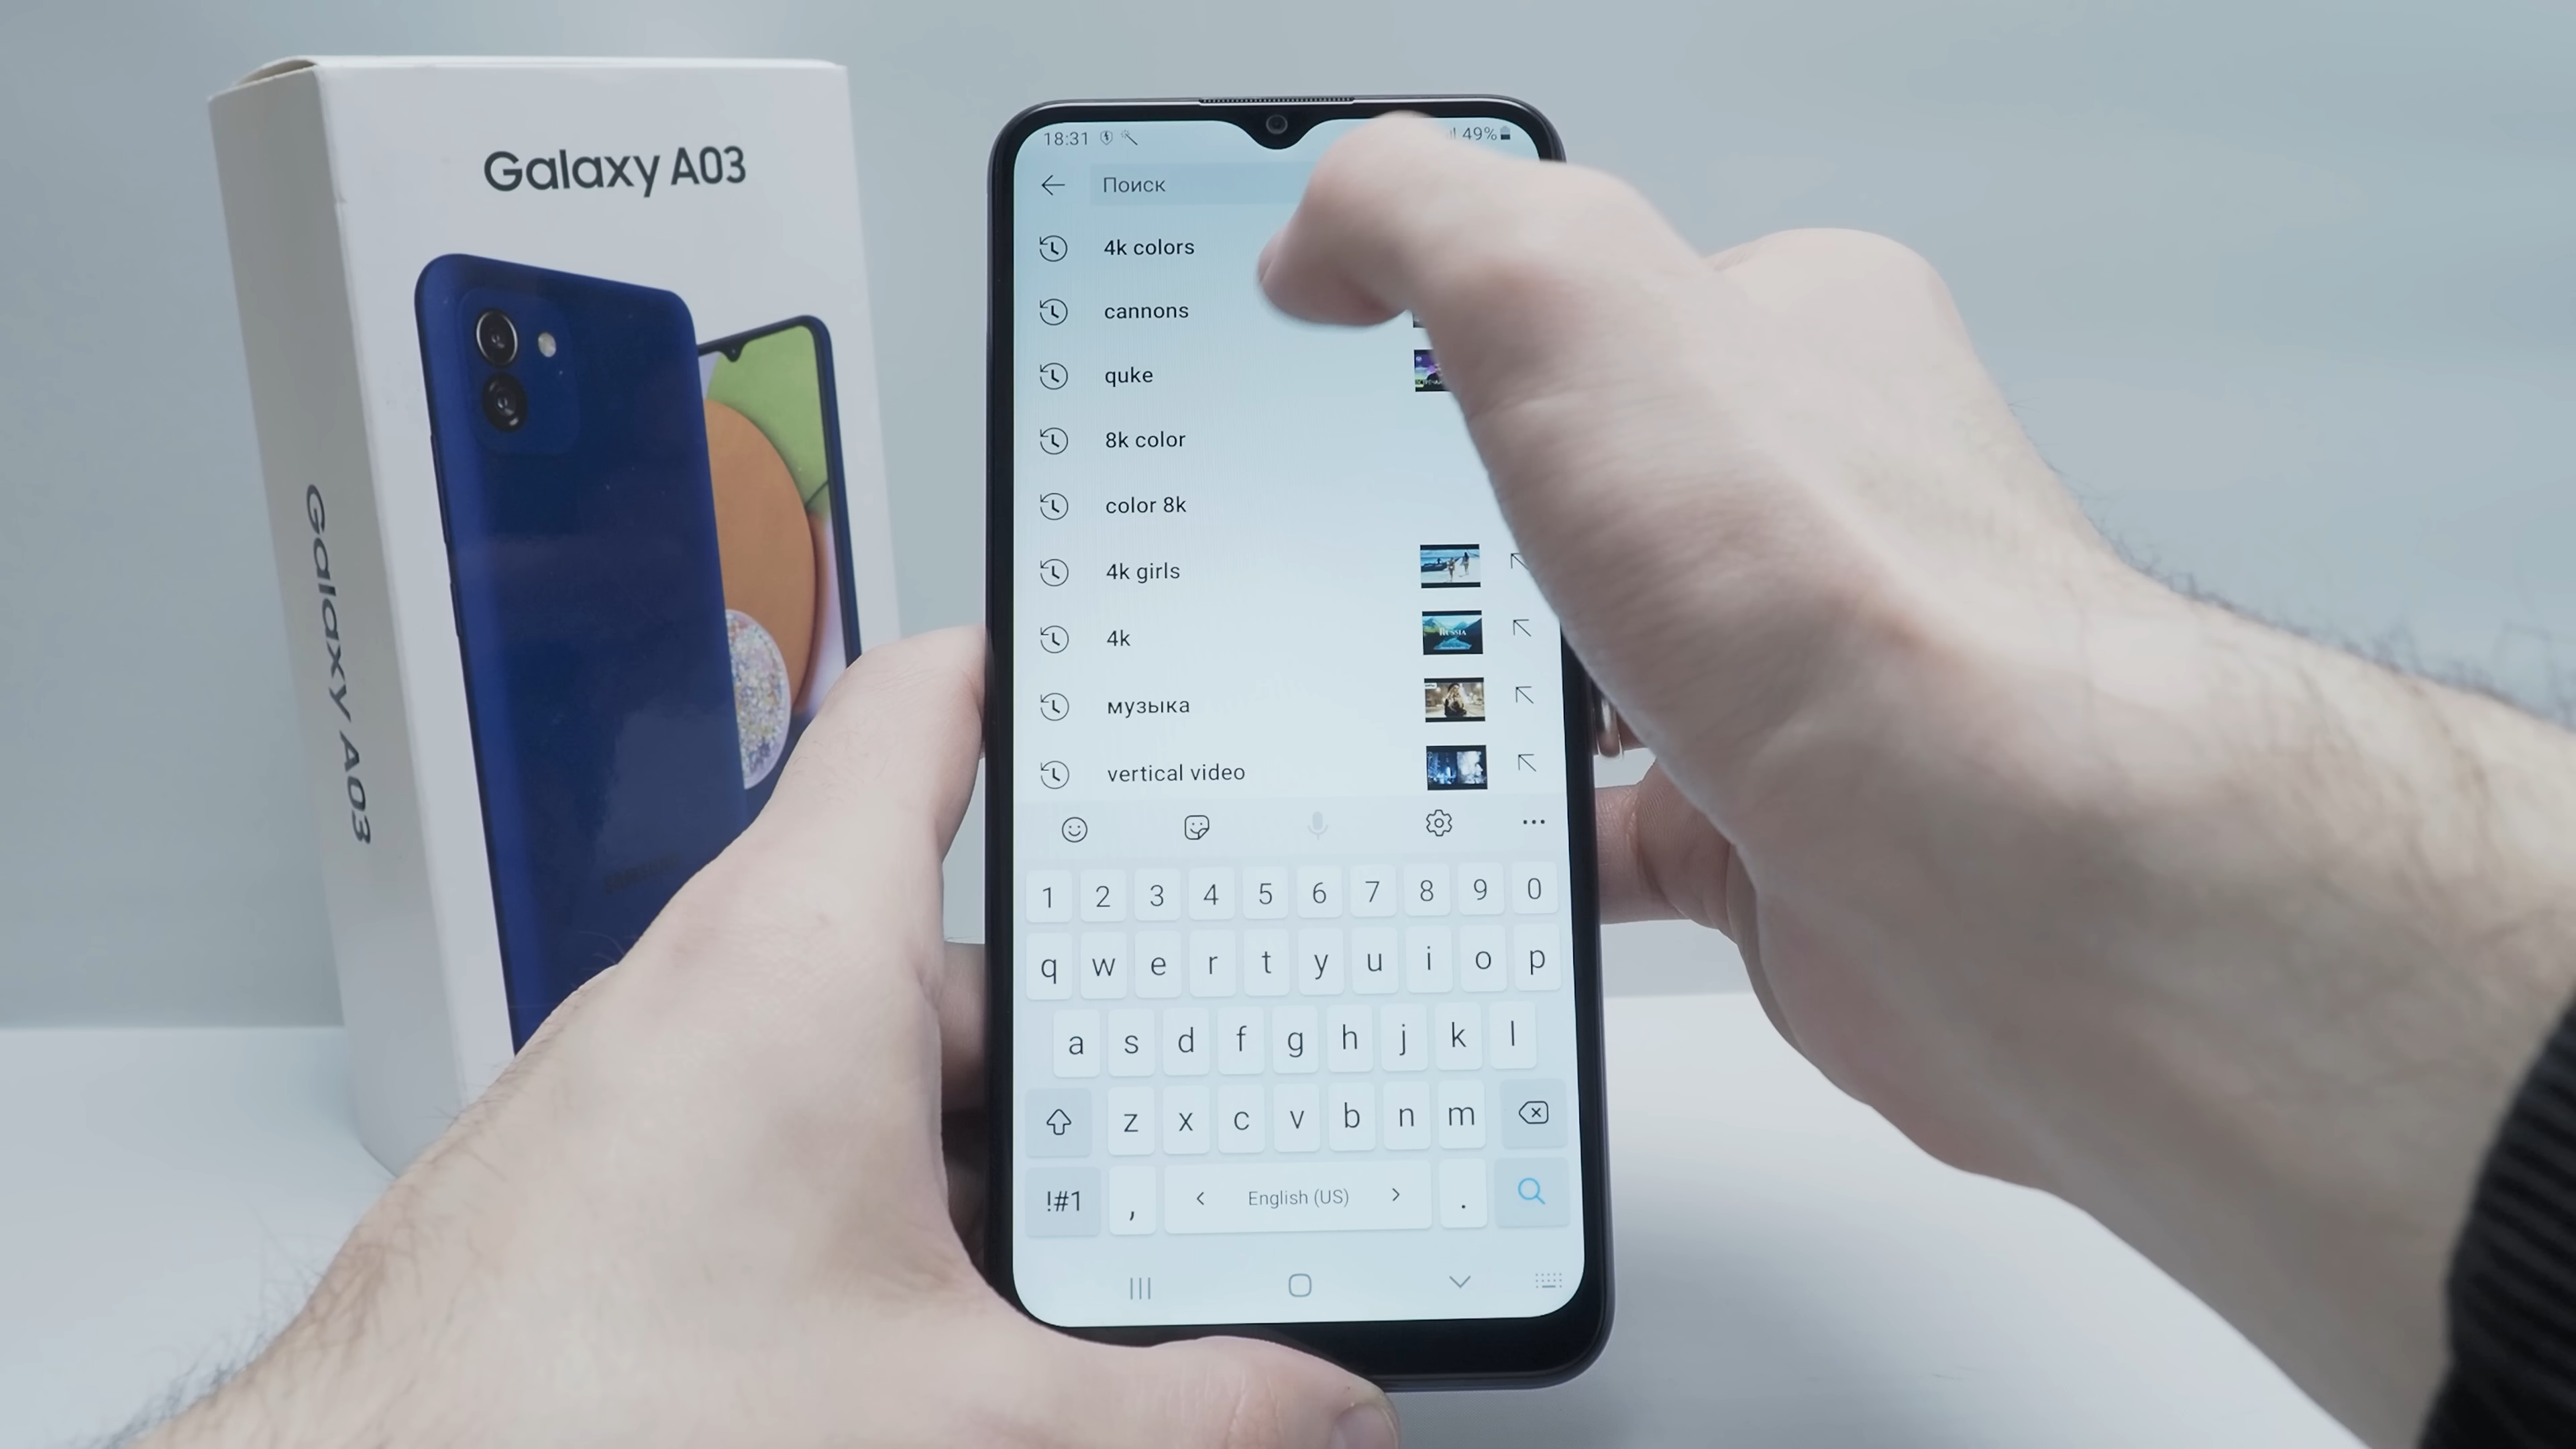 Galaxy A03
Galaxy A03
18:31
49%
Поиск
4k colors
cannons
quke
8k color
color 8k
4k girls
4k
RUSSIA
музыка
vertical video
1 2 3 4 5 6 7 8 9 0
q w e r t y u i o p
a s d f g h j k l
z x c v b n m
!#1 , < English (US) > .